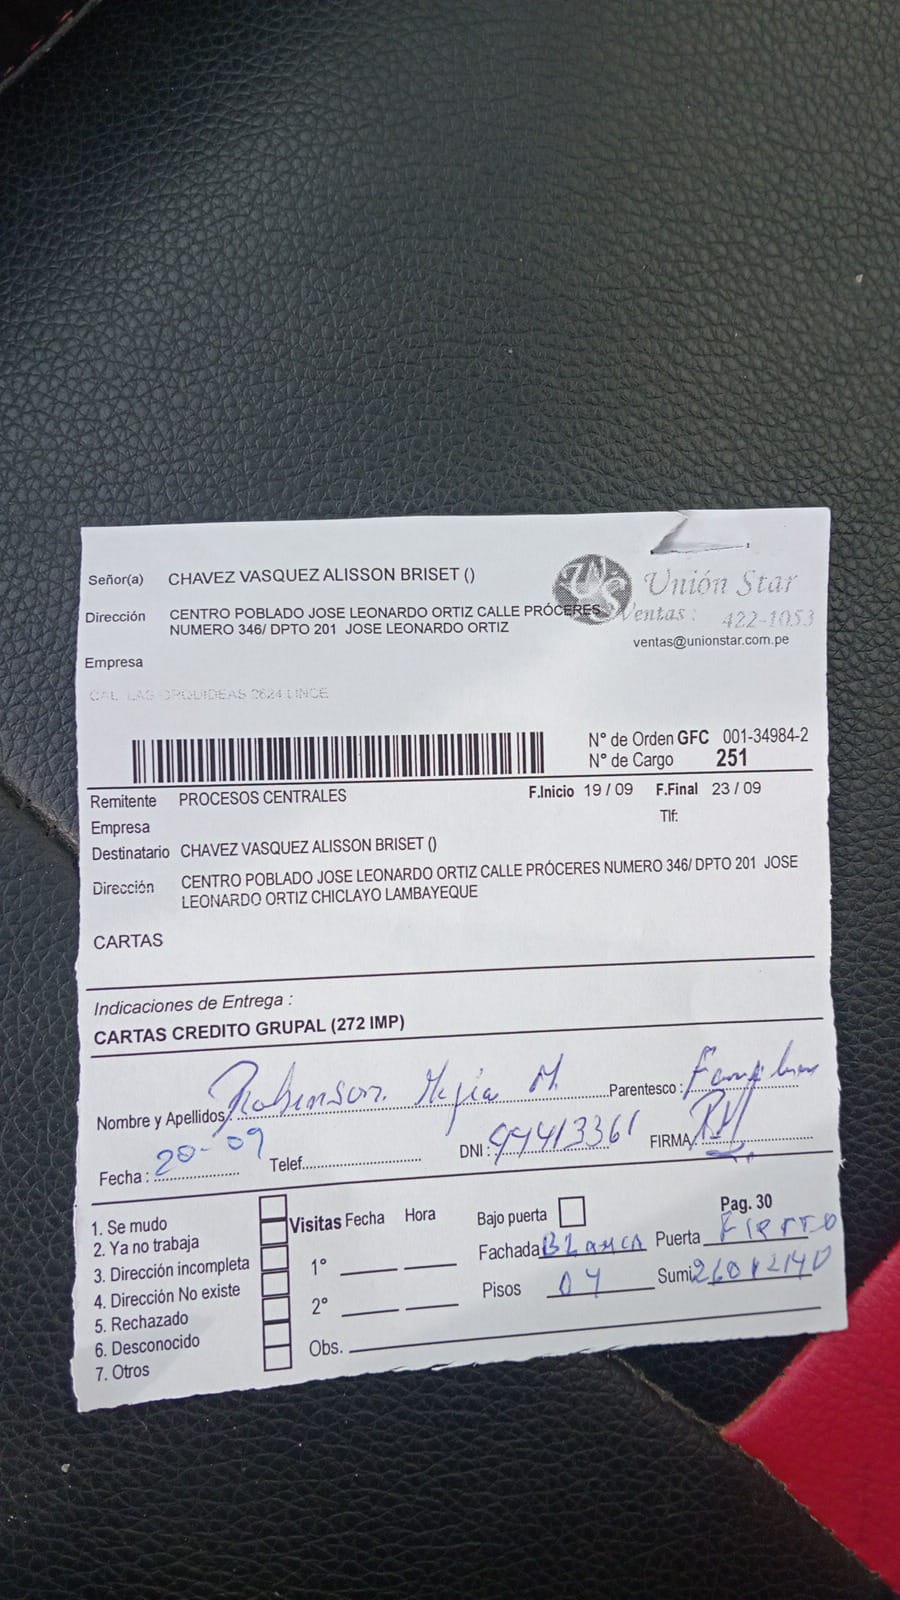 Señor(a) CHAVEZ VASQUEZ ALISSON BRISET ()
Unión Star
Dirección CENTRO POBLADO JOSE LEONARDO ORTIZ CALLE PRÓCERES
NUMERO 346/ DPTO 201 JOSE LEONARDO ORTIZ
Ventas: 422-1053
ventas@unionstar.com.pe
Empresa
CAL. LAS ORQUIDEAS 2624 LINCE
N° de Orden GFC 001-34984-2
N° de Cargo 251
Remitente PROCESOS CENTRALES F.Inicio 19 / 09 F.Final 23 / 09
Empresa Tlf:
Destinatario CHAVEZ VASQUEZ ALISSON BRISET ()
Dirección CENTRO POBLADO JOSE LEONARDO ORTIZ CALLE PRÓCERES NUMERO 346/ DPTO 201 JOSE
LEONARDO ORTIZ CHICLAYO LAMBAYEQUE
CARTAS
Indicaciones de Entrega :
CARTAS CREDITO GRUPAL (272 IMP)
Nombre y Apellidos Robinson Mejia M. Parentesco :
Fecha : 20-09 Telef. DNI : 44413361 FIRMA
1. Se mudo
2. Ya no trabaja
3. Dirección incompleta
4. Dirección No existe
5. Rechazado
6. Desconocido
7. Otros
Visitas Fecha Hora
1°
2°
Obs.
Bajo puerta Pag. 30
Fachada Blanca Puerta FIERRO
Pisos 04 Sumi